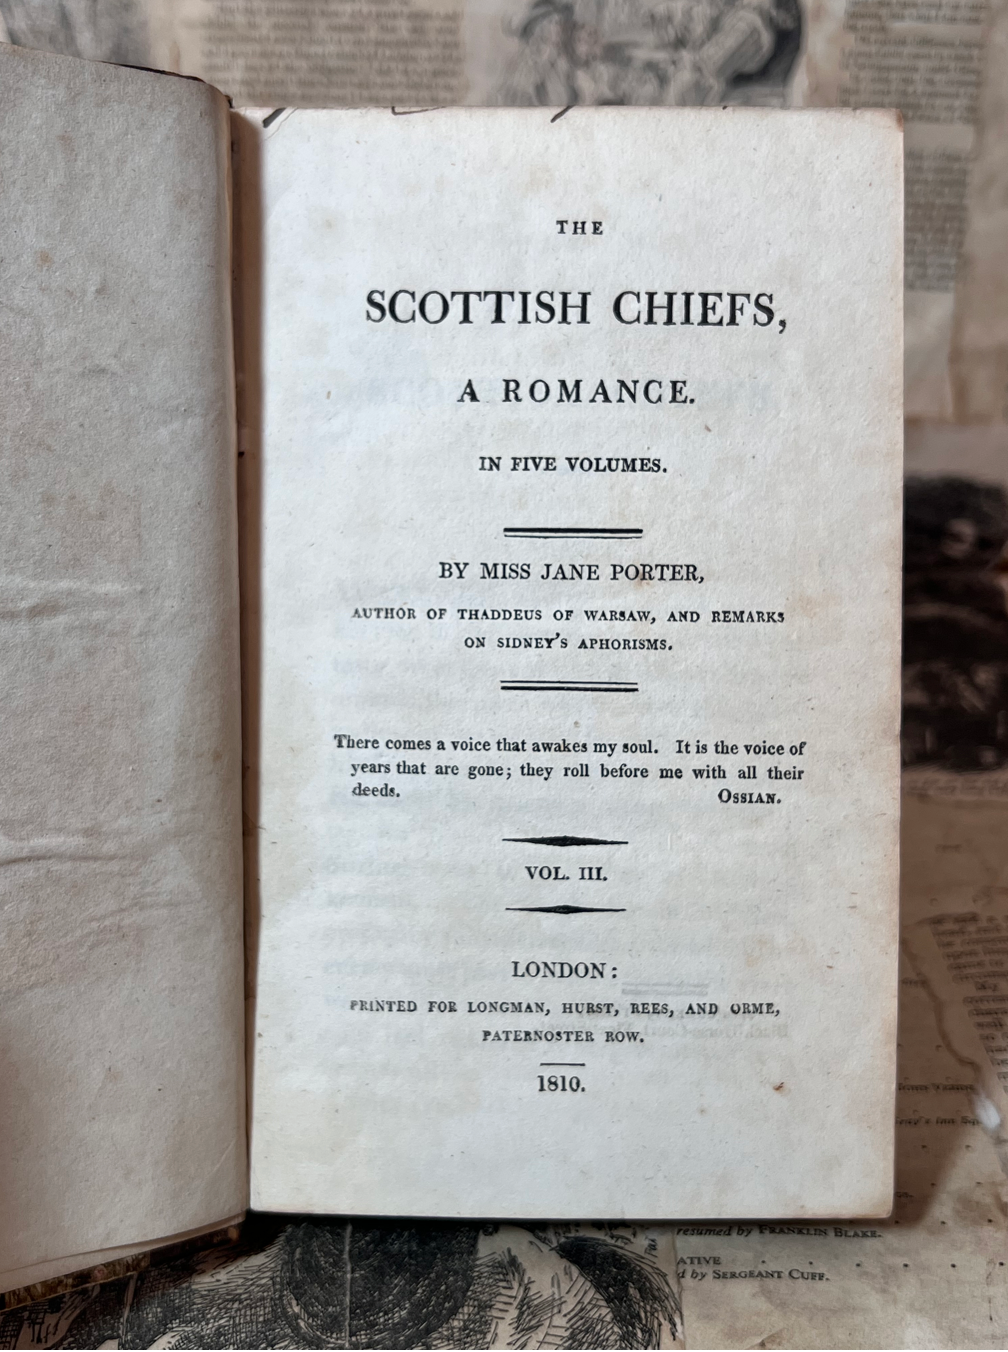 THE
SCOTTISH CHIEFS,
A ROMANCE.
IN FIVE VOLUMES.
BY MISS JANE PORTER,
AUTHOR OF THADDEUS OF WARSAW, AND REMARKS
ON SIDNEY'S APHORISMS.
There comes a voice that awakes my soul. It is the voice of
years that are gone; they roll before me with all their
deeds. OSSIAN.
VOL. III.
LONDON:
PRINTED FOR LONGMAN, HURST, REES, AND ORME,
PATERNOSTER ROW.
1810.
resumed by FRANKLIN BLAKE.
ATIVE
d by SERGEANT CUFF.